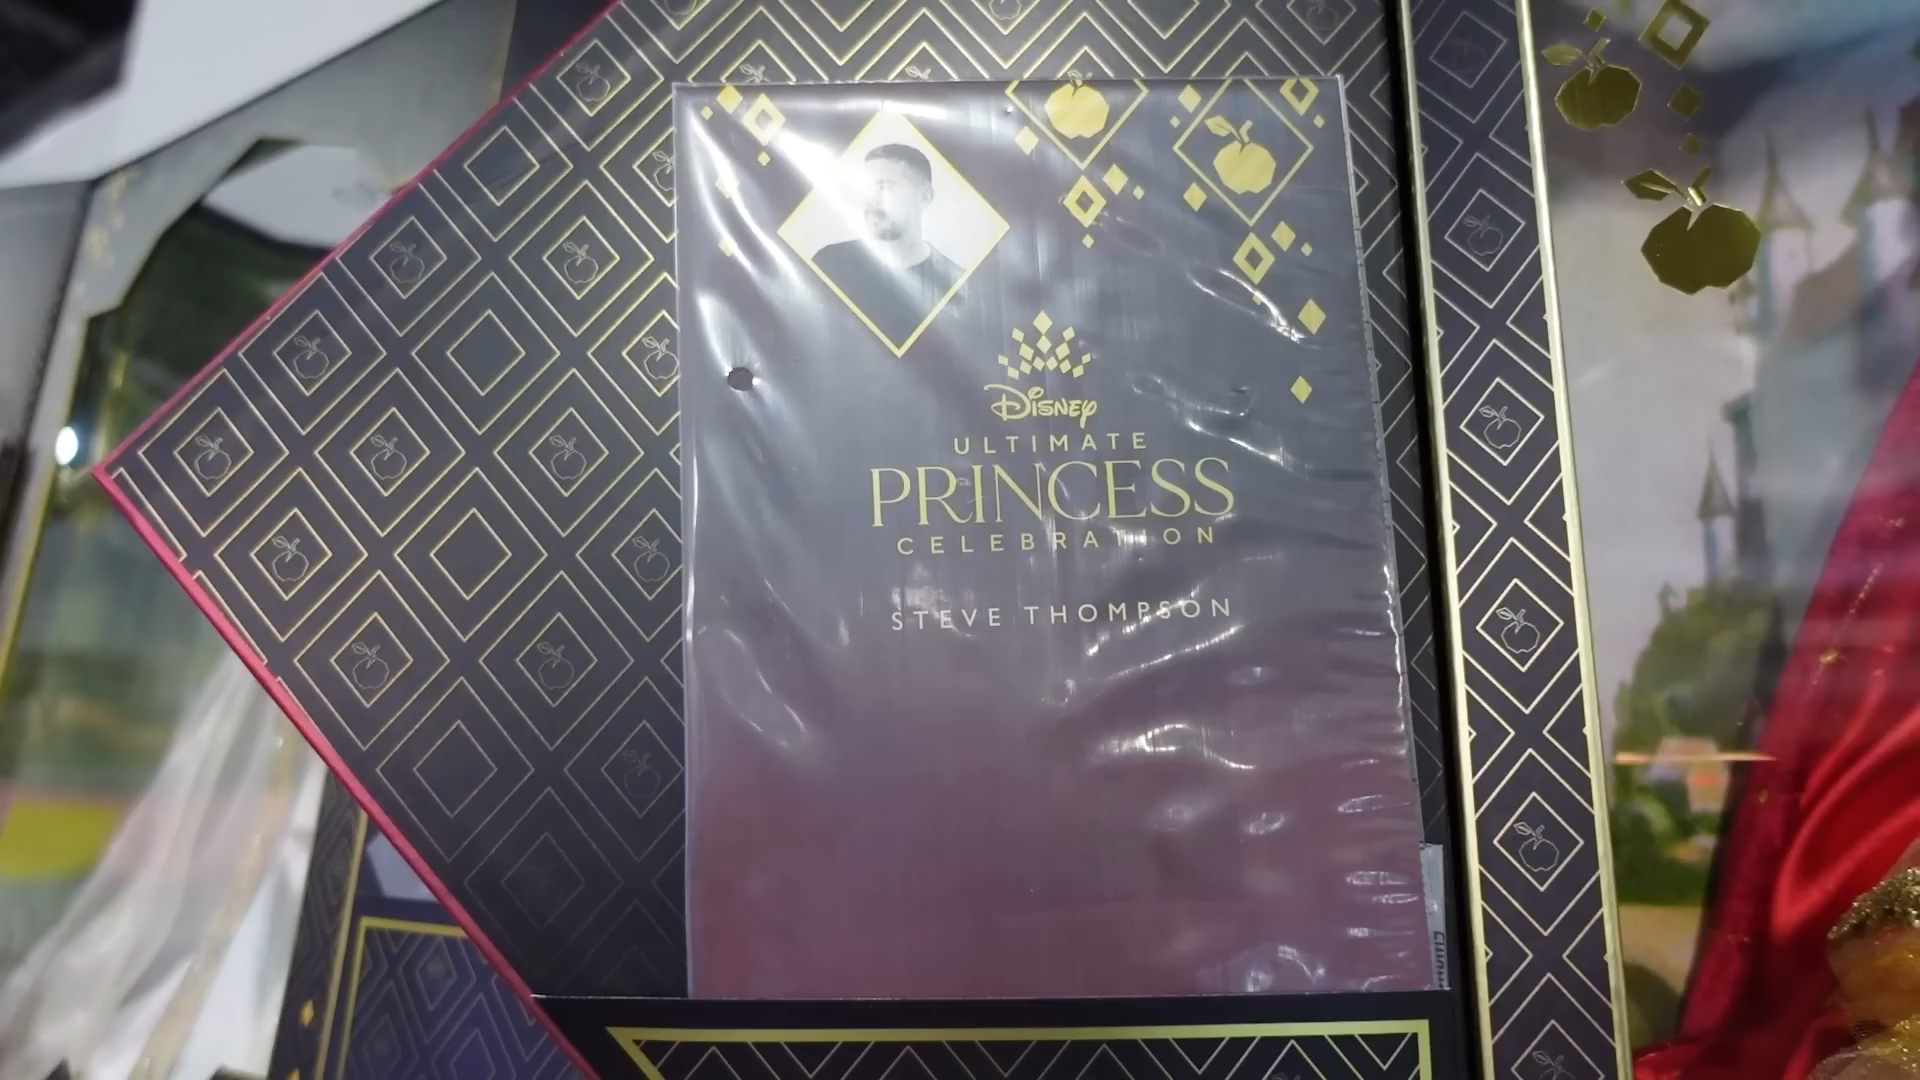 Disney
ULTIMATE
PRINCESS
CELEBRATION
STEVE THOMPSON